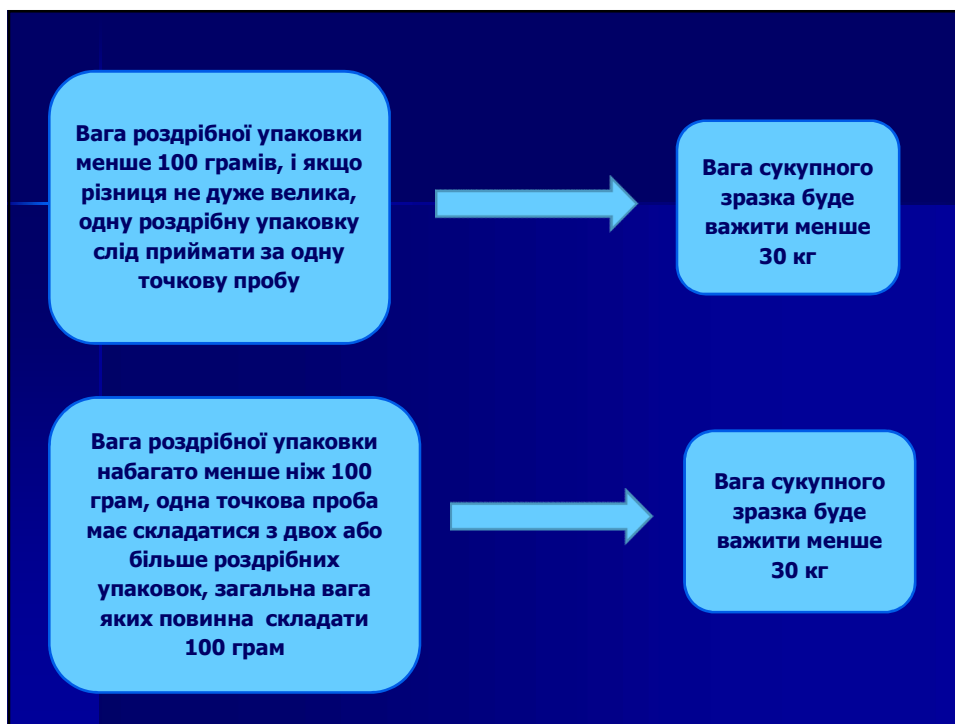 Вага роздрібної упаковки
менше 100 грамів, і якщо
різниця не дуже велика,
одну роздрібну упаковку
слід приймати за одну
точкову пробу
Вага сукупного
зразка буде
важити менше
30 кг
Вага роздрібної упаковки
набагато менше ніж 100
грам, одна точкова проба
має складатися з двох або
більше роздрібних
упаковок, загальна вага
яких повинна складати
100 грам
Вага сукупного
зразка буде
важити менше
30 кг